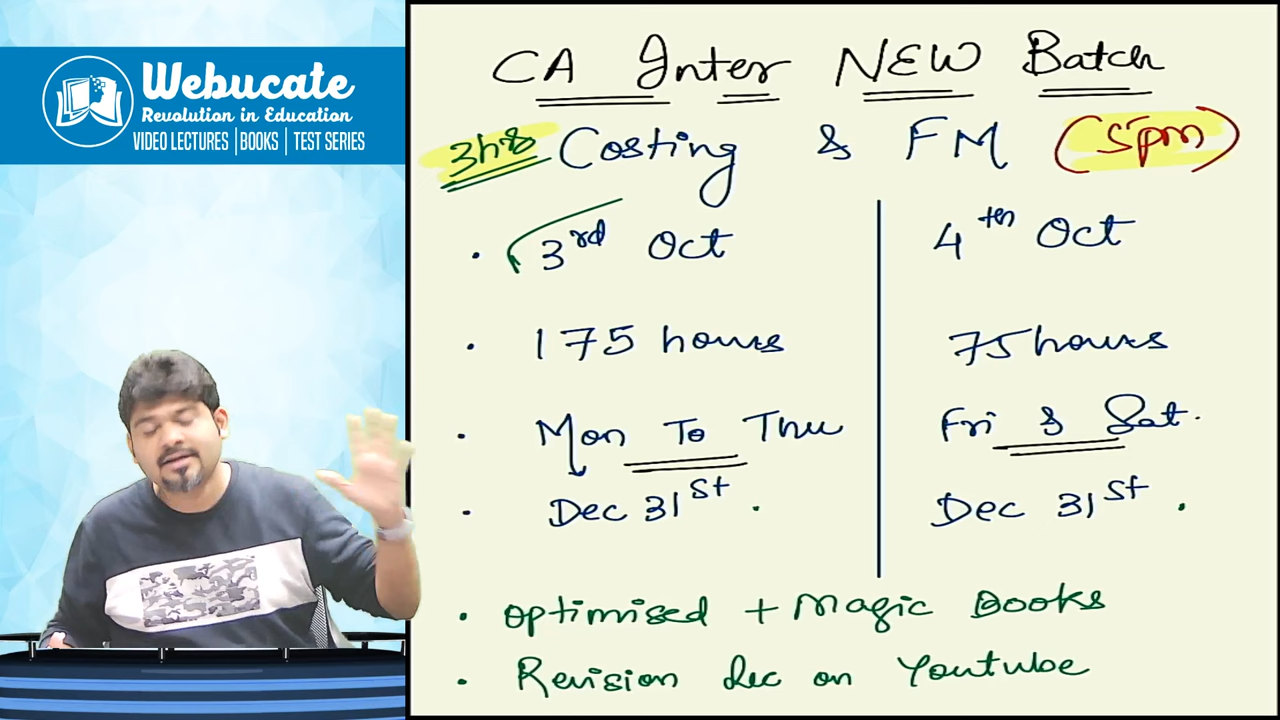 Webucate
Revolution in Education
VIDEO LECTURES | BOOKS | TEST SERIES
CA Inter NEW Batch
3hrs Costing & FM (5pm)
• 3rd Oct
4th Oct
• 175 hours
75 hours
• Mon To Thu
Fri & Sat.
• Dec 31st.
Dec 31st.
• Optimised + Magic Books
• Revision Lec on Youtube